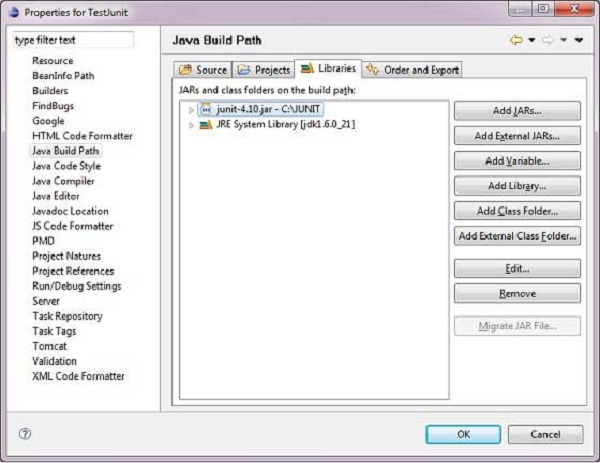 Properties for TestJunit
type filter text
Resource
BeanInfo Path
Builders
FindBugs
Google
HTML Code Formatter
Java Build Path
Java Code Style
Java Compiler
Java Editor
Javadoc Location
JS Code Formatter
PMD
Project Natures
Project References
Run/Debug Settings
Server
Task Repository
Task Tags
Tomcat
Validation
XML Code Formatter
Java Build Path
Source
Projects
Libraries
Order and Export
JARs and class folders on the build path:
junit-4.10.jar - C:\JUNIT
JRE System Library [jdk1.6.0_21]
Add JARs...
Add External JARs...
Add Variable...
Add Library...
Add Class Folder...
Add External Class Folder...
Edit...
Remove
Migrate JAR File...
OK
Cancel